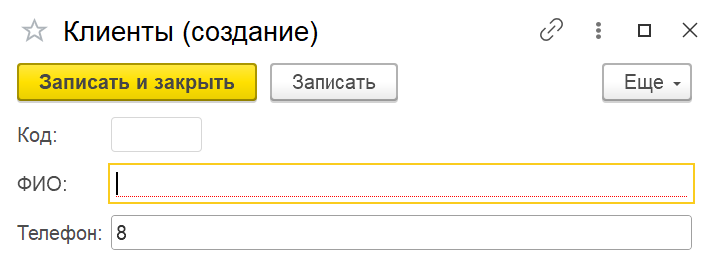 Клиенты (создание)
Записать и закрыть Записать Еще
Код:
ФИО:
Телефон: 8